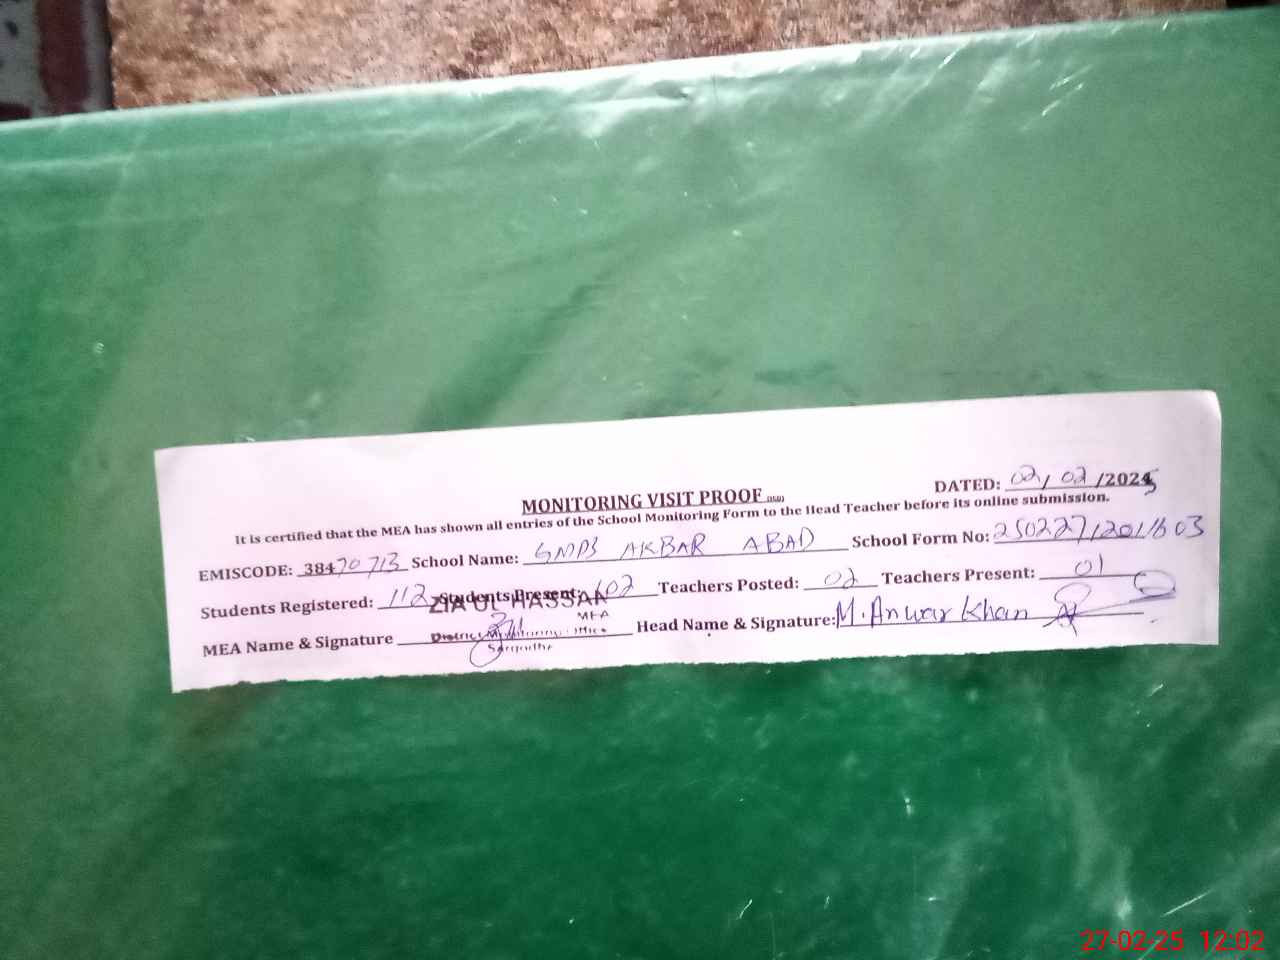 DATED: 02/02/2025
MONITORING VISIT PROOF
It is certified that the MEA has shown all entries of the School Monitoring Form to the Head Teacher before its online submission.
EMISCODE: 38470713 School Name: GMPS AKBAR ABAD School Form No:
Students Registered: 112 Students Present: 102 Teachers Posted: 02 Teachers Present: 01
ZIA UL HASSAN
MEA
MEA Name & Signature District Monitoring Office Head Name & Signature: M. Anwar Khan
Sargodha
27-02-25 12:02